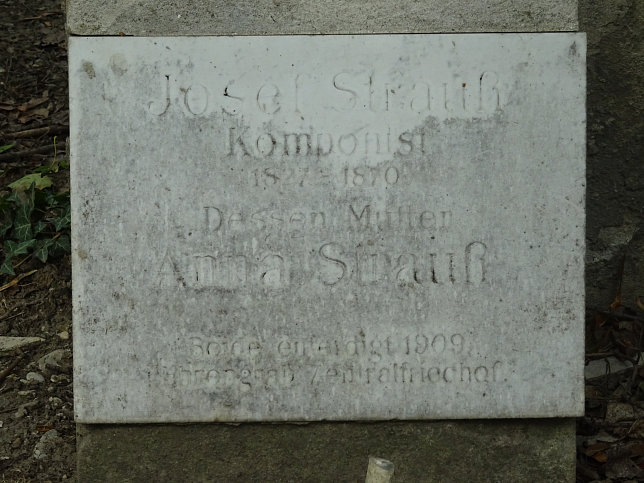 Josef Strauß
Komponist
1827-1870
Dessen Mutter
Anna Strauß
Beide enterdigt 1909,
Ehrengrab Zentralfriedhof.